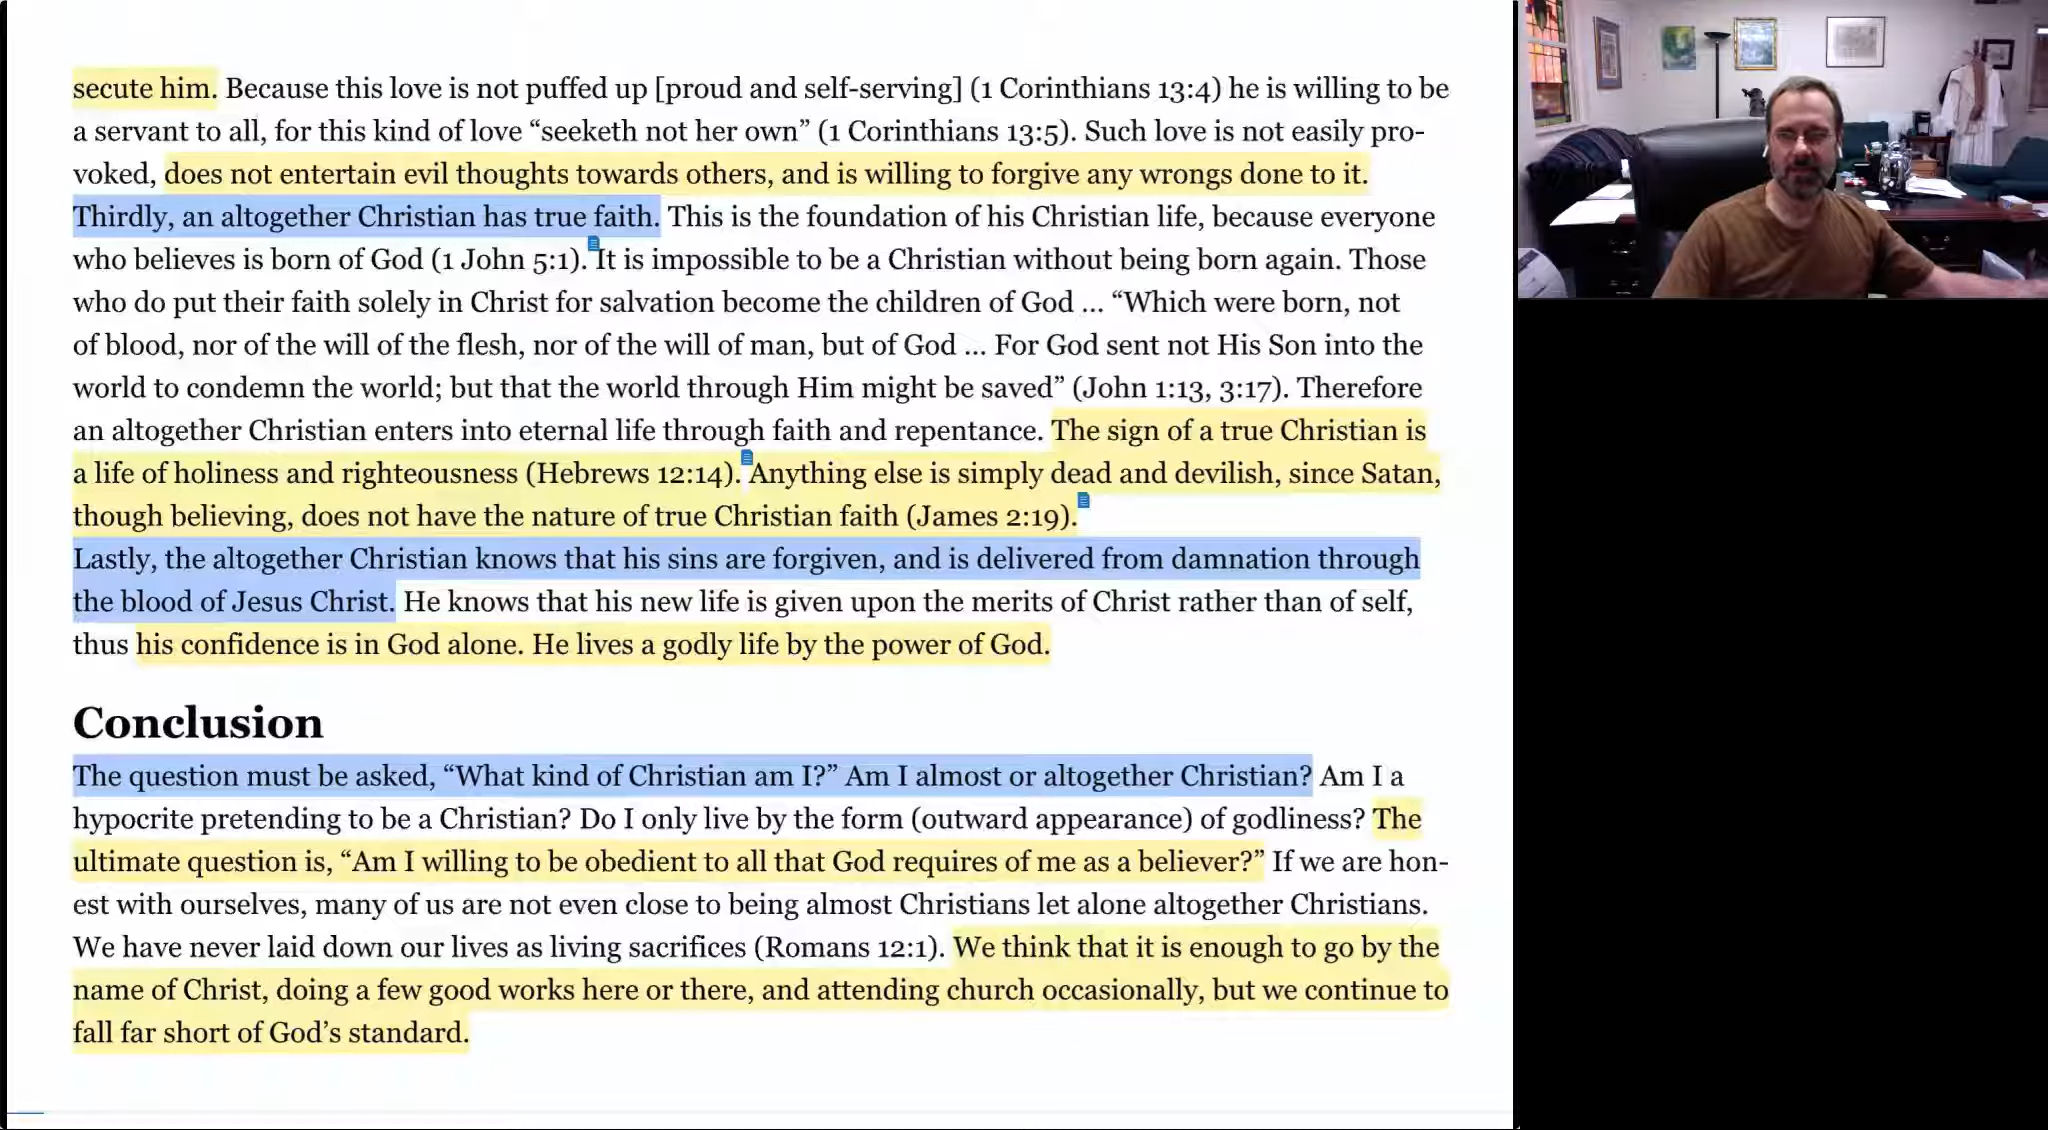 secute him. Because this love is not puffed up [proud and self-serving] (1 Corinthians 13:4) he is willing to be
a servant to all, for this kind of love “seeketh not her own” (1 Corinthians 13:5). Such love is not easily pro-
voked, does not entertain evil thoughts towards others, and is willing to forgive any wrongs done to it.
Thirdly, an altogether Christian has true faith. This is the foundation of his Christian life, because everyone
who believes is born of God (1 John 5:1). It is impossible to be a Christian without being born again. Those
who do put their faith solely in Christ for salvation become the children of God ... “Which were born, not
of blood, nor of the will of the flesh, nor of the will of man, but of God ... For God sent not His Son into the
world to condemn the world; but that the world through Him might be saved” (John 1:13, 3:17). Therefore
an altogether Christian enters into eternal life through faith and repentance. The sign of a true Christian is
a life of holiness and righteousness (Hebrews 12:14). Anything else is simply dead and devilish, since Satan,
though believing, does not have the nature of true Christian faith (James 2:19).
Lastly, the altogether Christian knows that his sins are forgiven, and is delivered from damnation through
the blood of Jesus Christ. He knows that his new life is given upon the merits of Christ rather than of self,
thus his confidence is in God alone. He lives a godly life by the power of God.
Conclusion
The question must be asked, “What kind of Christian am I?” Am I almost or altogether Christian? Am I a
hypocrite pretending to be a Christian? Do I only live by the form (outward appearance) of godliness? The
ultimate question is, “Am I willing to be obedient to all that God requires of me as a believer?” If we are hon-
est with ourselves, many of us are not even close to being almost Christians let alone altogether Christians.
We have never laid down our lives as living sacrifices (Romans 12:1). We think that it is enough to go by the
name of Christ, doing a few good works here or there, and attending church occasionally, but we continue to
fall far short of God’s standard.